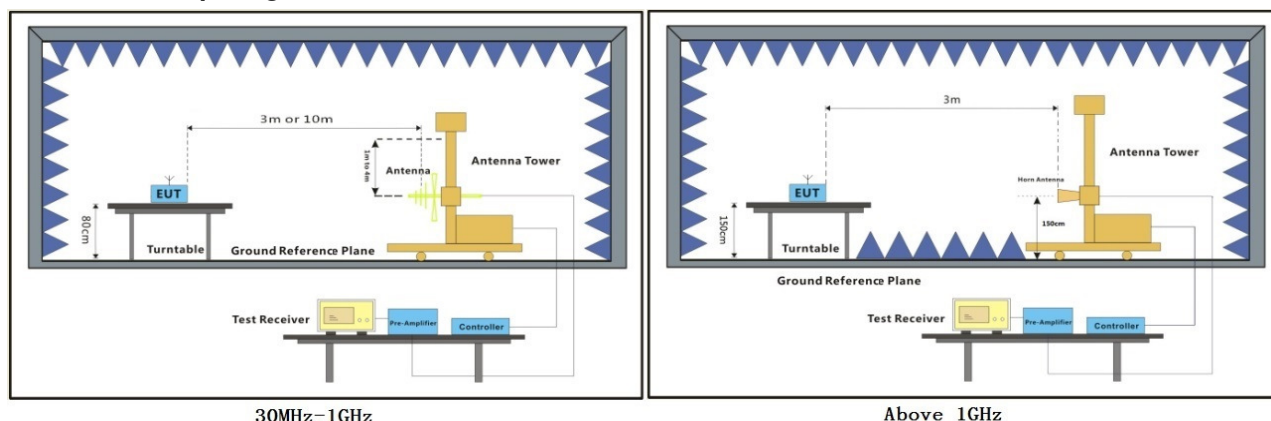 3m or 10m
1m to 4m
Antenna
Antenna Tower
EUT
80cm
Turntable
Ground Reference Plane
Test Receiver
Pre-Amplifier
Controller
30MHz-1GHz
3m
Antenna Tower
Horn Antenna
EUT
150cm
150cm
Turntable
Ground Reference Plane
Test Receiver
Pre-Amplifier
Controller
Above 1GHz